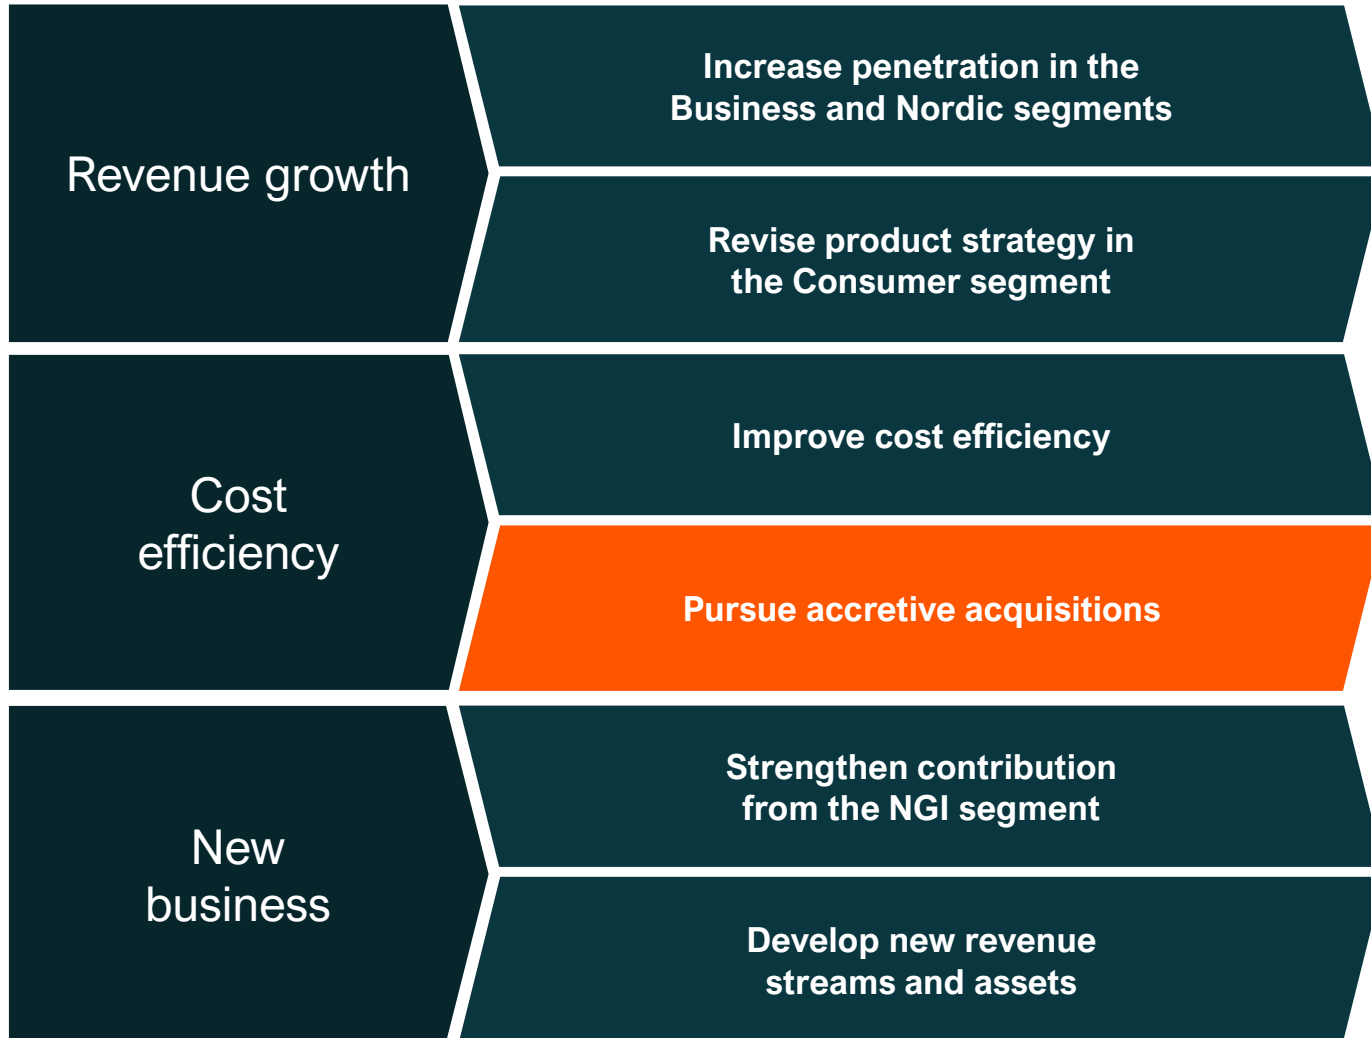 Revenue growth
Increase penetration in the
Business and Nordic segments
Revise product strategy in
the Consumer segment
Cost
efficiency
Improve cost efficiency
Pursue accretive acquisitions
New
business
Strengthen contribution
from the NGI segment
Develop new revenue
streams and assets